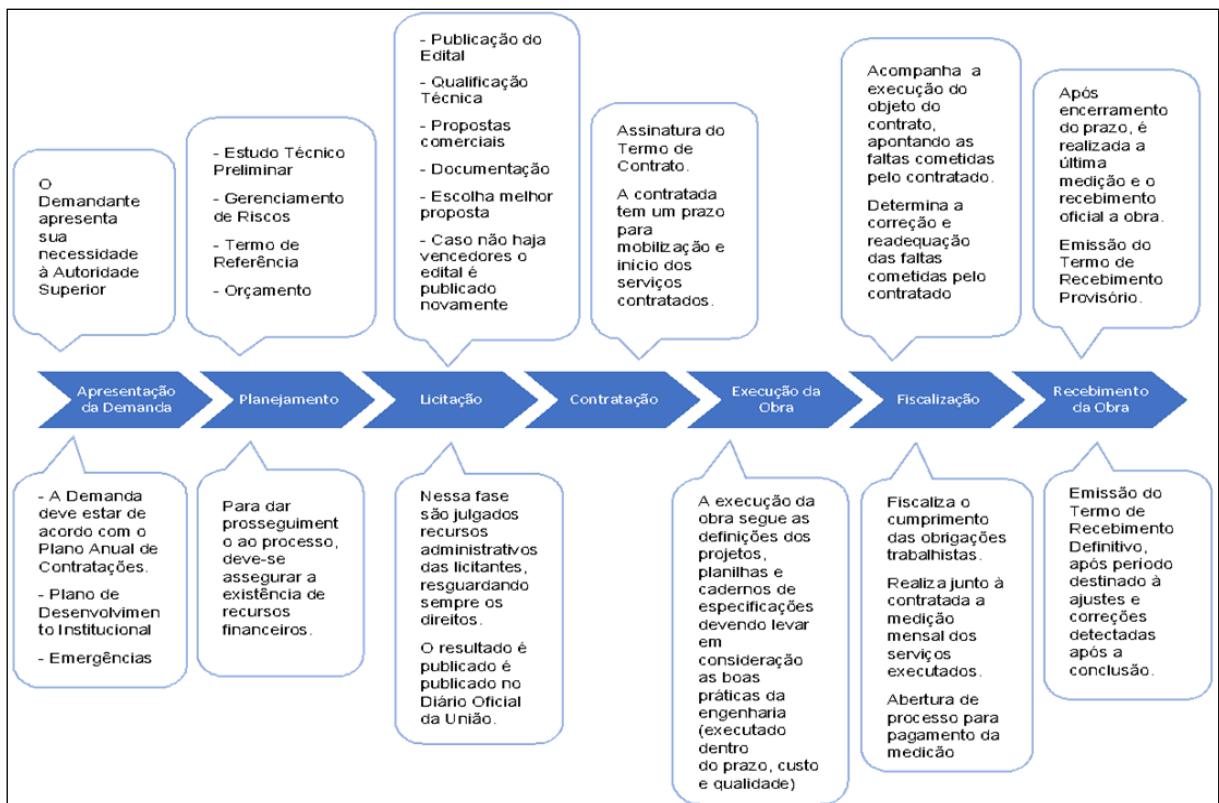 O
Demandante
apresenta
sua
necessidade
à Autoridade
Superior
- Estudo Técnico
Preliminar
- Gerenciamento
de Riscos
- Termo de
Referência
- Orçamento
- Publicação do
Edital
- Qualificação
Técnica
- Propostas
comerciais
- Documentação
- Escolha melhor
proposta
- Caso não haja
vencedores o
edital é
publicado
novamente
Assinatura do
Termo de
Contrato.
A contratada
tem um prazo
para
mobilização e
início dos
serviços
contratados.
Acompanha a
execução do
objeto do
contrato,
apontando as
faltas cometidas
pelo contratado.
Determina a
correção e
readequação
das faltas
cometidas pelo
contratado
Após
encerramento
do prazo, é
realizada a
última
medição e o
recebimento
oficial a obra.
Emissão do
Termo de
Recebimento
Provisório.
Apresentação
da Demanda
Planejamento
Licitação
Contratação
Execução da
Obra
Fiscalização
Recebimento
da Obra
- A Demanda
deve estar de
acordo com o
Plano Anual de
Contratações.
- Plano de
Desenvolvimen
to Institucional
- Emergências
Para dar
prosseguiment
o ao processo,
deve-se
assegurar a
existência de
recursos
financeiros.
Nessa fase
são julgados
recursos
administrativos
das licitantes,
resguardando
sempre os
direitos.
O resultado é
publicado é
publicado no
Diário Oficial
da União.
A execução da
obra segue as
definições dos
projetos,
planilhas e
cadernos de
especificações
devendo levar
em
consideração
as boas
práticas da
engenharia
(executado
dentro
do prazo, custo
e qualidade)
Fiscaliza o
cumprimento
das obrigações
trabalhistas.
Realiza junto à
contratada a
medição
mensal dos
serviços
executados.
Abertura de
processo para
pagamento da
medição
Emissão do
Termo de
Recebimento
Definitivo,
após período
destinado à
ajustes e
correções
detectadas
após a
conclusão.